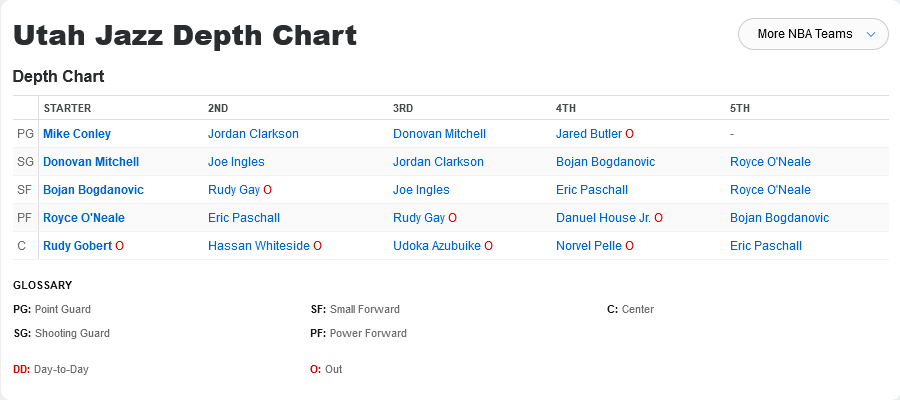 Utah Jazz Depth Chart
More NBA Teams
Depth Chart
STARTER 2ND 3RD 4TH 5TH
PG Mike Conley Jordan Clarkson Donovan Mitchell Jared Butler O -
SG Donovan Mitchell Joe Ingles Jordan Clarkson Bojan Bogdanovic Royce O'Neale
SF Bojan Bogdanovic Rudy Gay O Joe Ingles Eric Paschall Royce O'Neale
PF Royce O'Neale Eric Paschall Rudy Gay O Danuel House Jr. O Bojan Bogdanovic
C Rudy Gobert O Hassan Whiteside O Udoka Azubuike O Norvel Pelle O Eric Paschall
GLOSSARY
PG: Point Guard SF: Small Forward C: Center
SG: Shooting Guard PF: Power Forward
DD: Day-to-Day O: Out